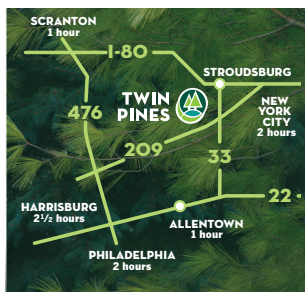 SCRANTON
1 hour
I-80
STROUDSBURG
TWIN
PINES
476
NEW
YORK
CITY
2 hours
209
33
HARRISBURG
2½ hours
22
ALLENTOWN
1 hour
PHILADELPHIA
2 hours